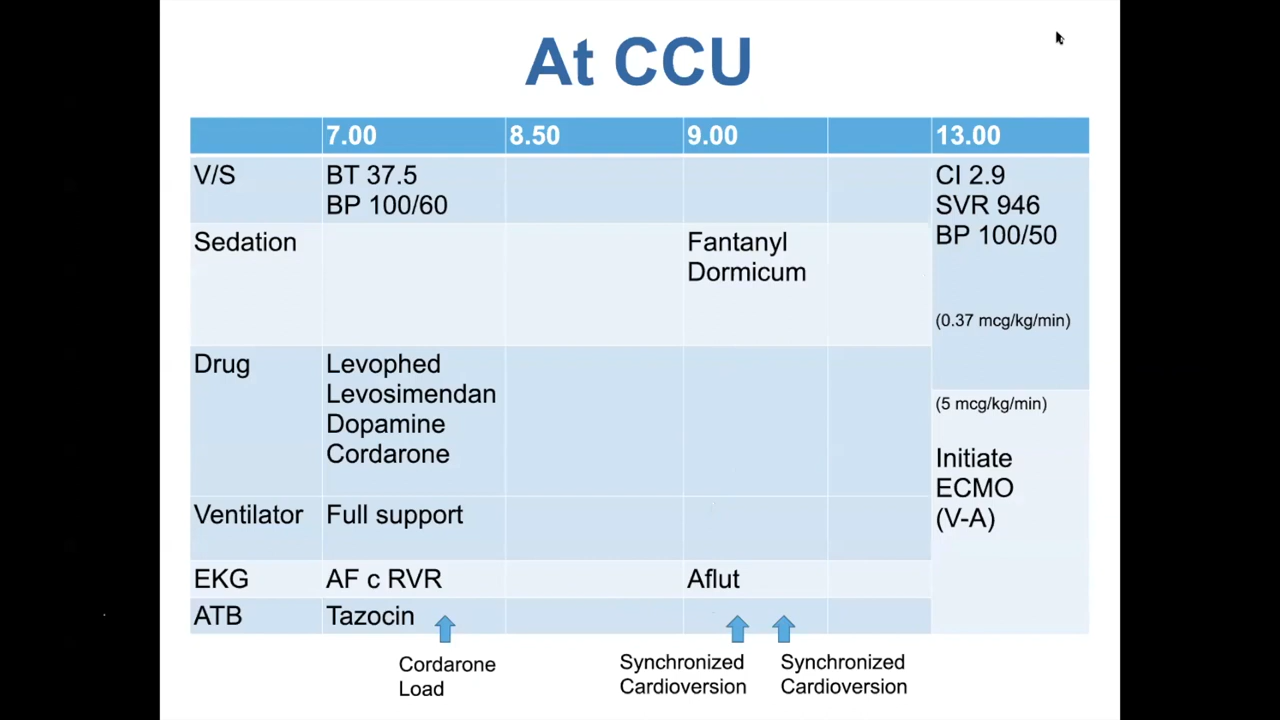 At CCU
7.00 8.50 9.00 13.00
V/S BT 37.5 CI 2.9
BP 100/60 SVR 946
BP 100/50
Sedation Fantanyl
Dormicum
(0.37 mcg/kg/min)
Drug Levophed
Levosimendan
(5 mcg/kg/min)
Dopamine
Cordarone Initiate
ECMO
Ventilator Full support (V-A)
EKG AF c RVR Aflut
ATB Tazocin
Cordarone
Load
Synchronized
Cardioversion
Synchronized
Cardioversion